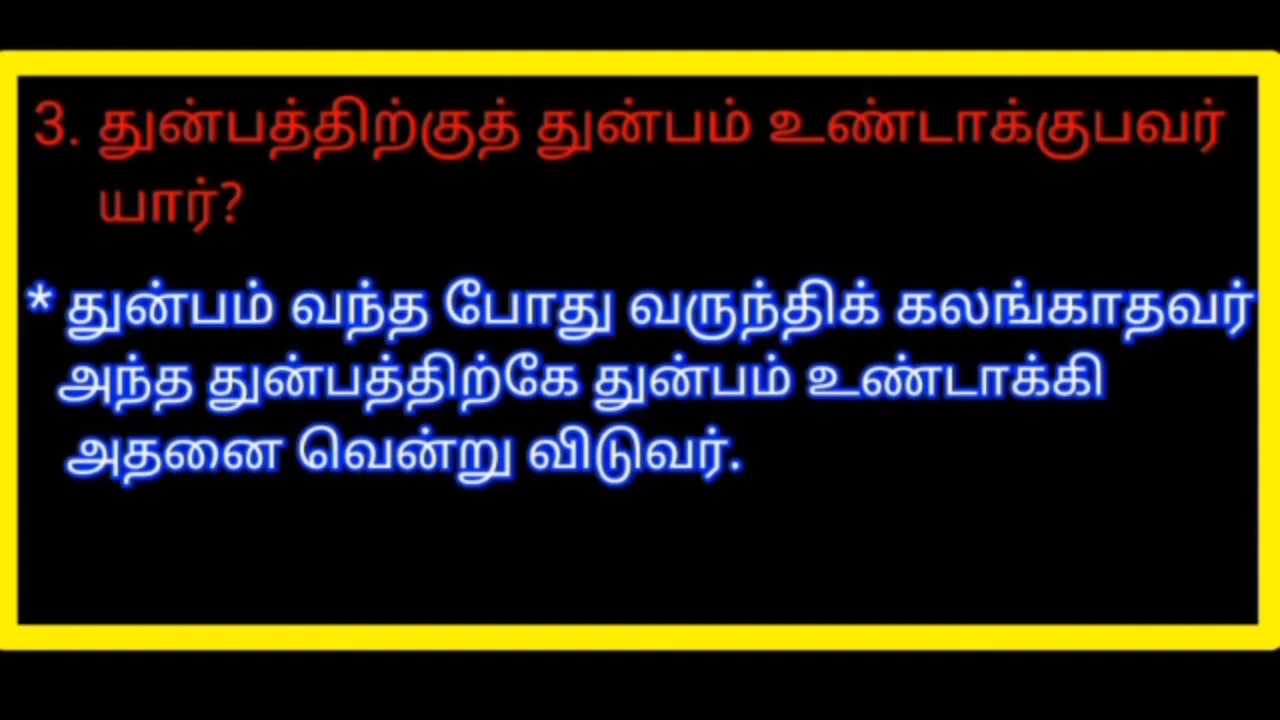 3. துன்பத்திற்குத் துன்பம் உண்டாக்குபவர்
யார்?
* துன்பம் வந்த போது வருந்திக் கலங்காதவர்
அந்த துன்பத்திற்கே துன்பம் உண்டாக்கி
அதனை வென்று விடுவர்.